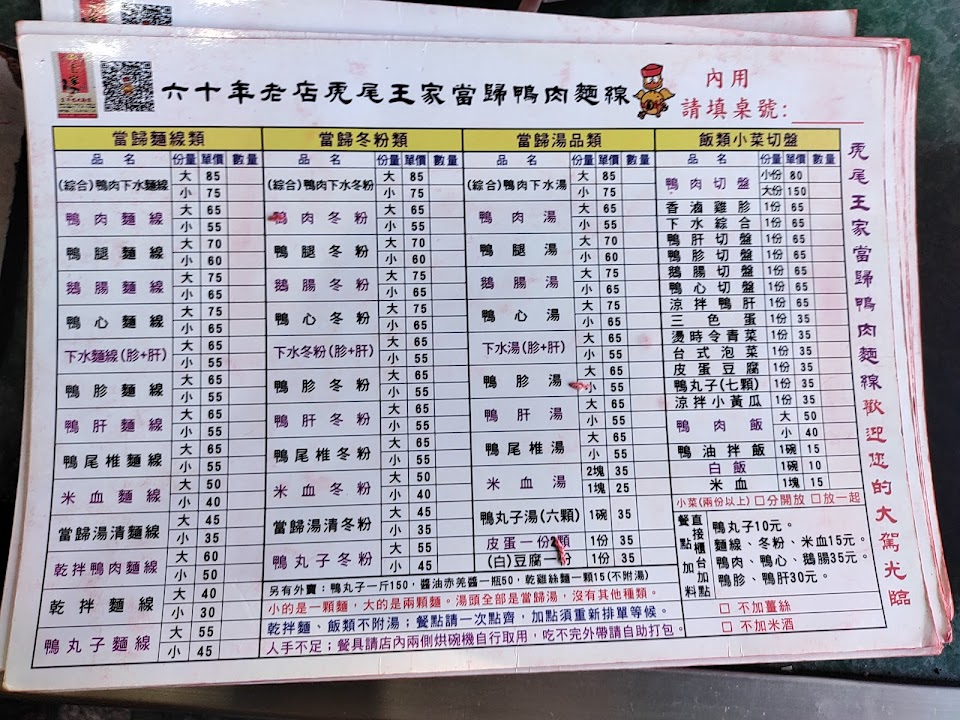 六十年老店虎尾王家當歸鴨肉麵線
內用
請填桌號:
當歸麵線類
品名 份量 單價 數量
(綜合)鴨肉下水麵線 大 85
小 75
鴨肉麵線 大 65
小 55
鴨腿麵線 大 70
小 60
鵝腸麵線 大 75
小 65
鴨心麵線 大 75
小 65
下水麵線(胗+肝) 大 65
小 55
鴨胗麵線 大 65
小 55
鴨肝麵線 大 65
小 55
鴨尾椎麵線 大 65
小 55
米血麵線 大 50
小 40
當歸湯清麵線 大 45
小 35
乾拌鴨肉麵線 大 60
小 50
乾拌麵線 大 40
小 30
鴨丸子麵線 大 55
小 45
當歸冬粉類
品名 份量 單價 數量
(綜合)鴨肉下水冬粉 大 85
小 75
肉冬粉 大 65
小 55
鴨腿冬粉 大 70
小 60
鵝腸冬粉 大 75
小 65
鴨心冬粉 大 75
小 65
下水冬粉(胗+肝) 大 65
小 55
鴨胗冬粉 大 65
小 55
鴨肝冬粉 大 65
小 55
鴨尾椎冬粉 大 65
小 55
米血冬粉 大 50
小 40
當歸湯清冬粉 大 45
小 35
鴨丸子冬粉 大 55
小 45
當歸湯品類
品名 份量 單價 數量
(綜合)鴨肉下水湯 大 85
小 75
鴨肉湯 大 65
小 55
鴨腿湯 大 70
小 60
鵝腸湯 大 75
小 65
鴨心湯 大 75
小 65
下水湯(胗+肝) 大 65
小 55
鴨胗湯 大 65
小 55
鴨肝湯 大 65
小 55
鴨尾椎湯 大 65
小 55
米血湯 2塊 35
1塊 25
鴨丸子湯(六顆) 1碗 35
皮蛋一份 顆 1份 35
(白)豆腐一份 1份 35
飯類小菜切盤
品名 份量 單價 數量
鴨肉切盤 小份 80
大份 150
香滷雞胗 1份 65
下水綜合 1份 65
鴨肝切盤 1份 65
鴨胗切盤 1份 65
鵝腸切盤 1份 65
鴨心切盤 1份 65
涼拌鴨肝 1份 65
三色蛋 1份 35
燙時令青菜 1份 35
台式泡菜 1份 35
皮蛋豆腐 1份 35
鴨丸子(七顆) 1份 35
涼拌小黃瓜 1份 35
鴨肉飯 大 50
小 40
鴨油拌飯 1碗 15
白飯 1碗 10
米血 1塊 15
小菜(兩份以上) □分開放 □放一起
直接櫃台加點
餐點加料
鴨丸子10元。
麵線、冬粉、米血15元。
鴨肉、鴨心、鵝腸35元。
鴨胗、鴨肝30元。
□ 不加薑絲
□ 不加米酒
另有外賣:鴨丸子一斤150,醬油赤羌醬一瓶50,乾雞絲麵一顆15(不附湯)
小的是一顆麵,大的是兩顆麵。湯頭全部是當歸湯,沒有其他種類。
乾拌麵、飯類不附湯;餐點請一次點齊,加點須重新排單等候。
人手不足;餐具請店內兩側烘碗機自行取用,吃不完外帶請自助打包。
虎尾王家當歸鴨肉麵線歡迎您的大駕光臨